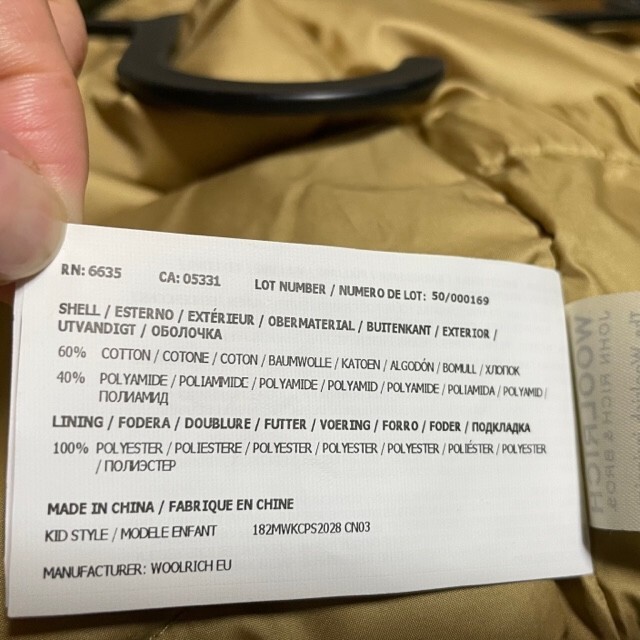 RN: 6635 CA: 05331 LOT NUMBER / NUMERO DE LOT: 50/000169
SHELL / ESTERNO / EXTÉRIEUR / OBERMATERIAL / BUITENKANT / EXTERIOR /
UTVANDIGT / ОБОЛОЧКА
60% COTTON / COTONE / COTON / BAUMWOLLE / KATOEN / ALGODÓN / BOMULL / ХЛОПОК
40% POLYAMIDE / POLIAMMIDE / POLYAMIDE / POLYAMID / POLYAMIDE / POLIAMIDA / POLYAMID /
ПОЛИАМИД
LINING / FODERA / DOUBLURE / FUTTER / VOERING / FORRO / FODER / ПОДКЛАДКА
100% POLYESTER / POLIESTERE / POLYESTER / POLYESTER / POLYESTER / POLIÉSTER / POLYESTER
/ ПОЛИЭСТЕР
MADE IN CHINA / FABRIQUE EN CHINE
KID STYLE / MODELE ENFANT 182MWKCPS2028 CN03
MANUFACTURER: WOOLRICH EU
WOOLRICH
JOHN RICH & BROS.